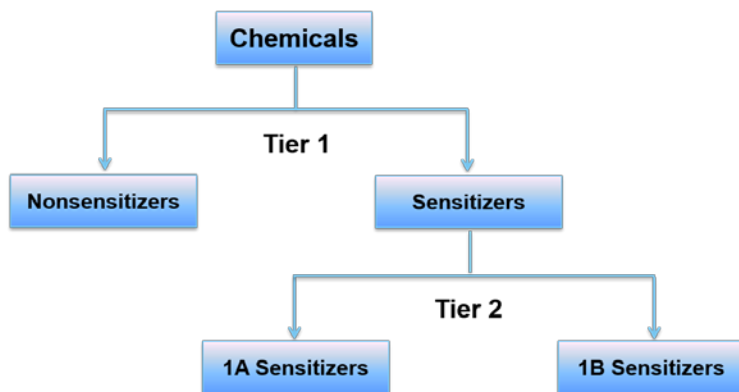 Chemicals
Tier 1
Nonsensitizers
Sensitizers
Tier 2
1A Sensitizers
1B Sensitizers